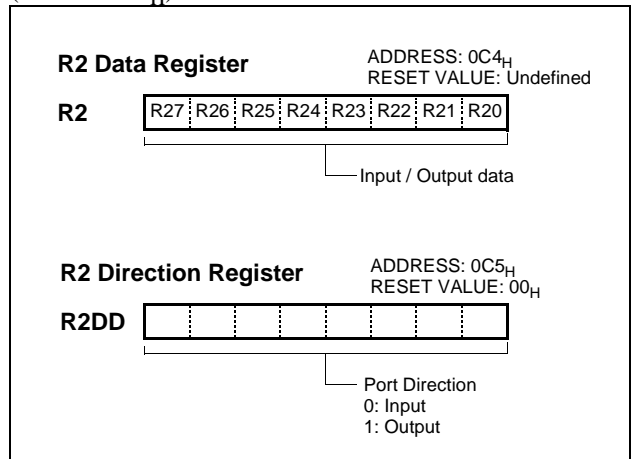 R2 Data Register
ADDRESS: 0C4H
RESET VALUE: Undefined
R2
R27 R26 R25 R24 R23 R22 R21 R20
Input / Output data
R2 Direction Register
ADDRESS: 0C5H
RESET VALUE: 00H
R2DD
Port Direction
0: Input
1: Output